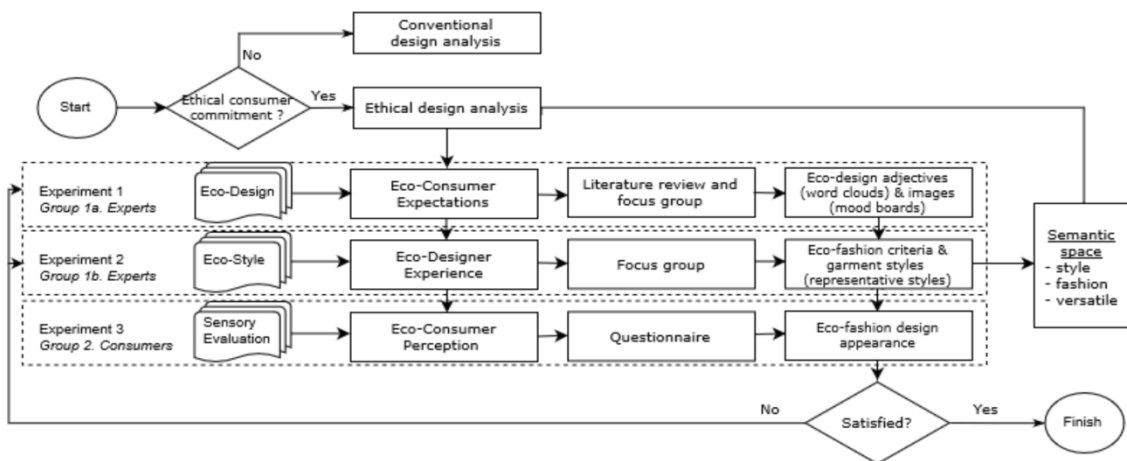 Conventional
design analysis
No
Start
Ethical consumer
commitment ?
Yes
Ethical design analysis
Experiment 1
Group 1a. Experts
Eco-Design
Eco-Consumer
Expectations
Literature review and
focus group
Eco-design adjectives
(word clouds) & images
(mood boards)
Experiment 2
Group 1b. Experts
Eco-Style
Eco-Designer
Experience
Focus group
Eco-fashion criteria &
garment styles
(representative styles)
Semantic
space
- style
- fashion
- versatile
Experiment 3
Group 2. Consumers
Sensory
Evaluation
Eco-Consumer
Perception
Questionnaire
Eco-fashion design
appearance
No
Satisfied?
Yes
Finish